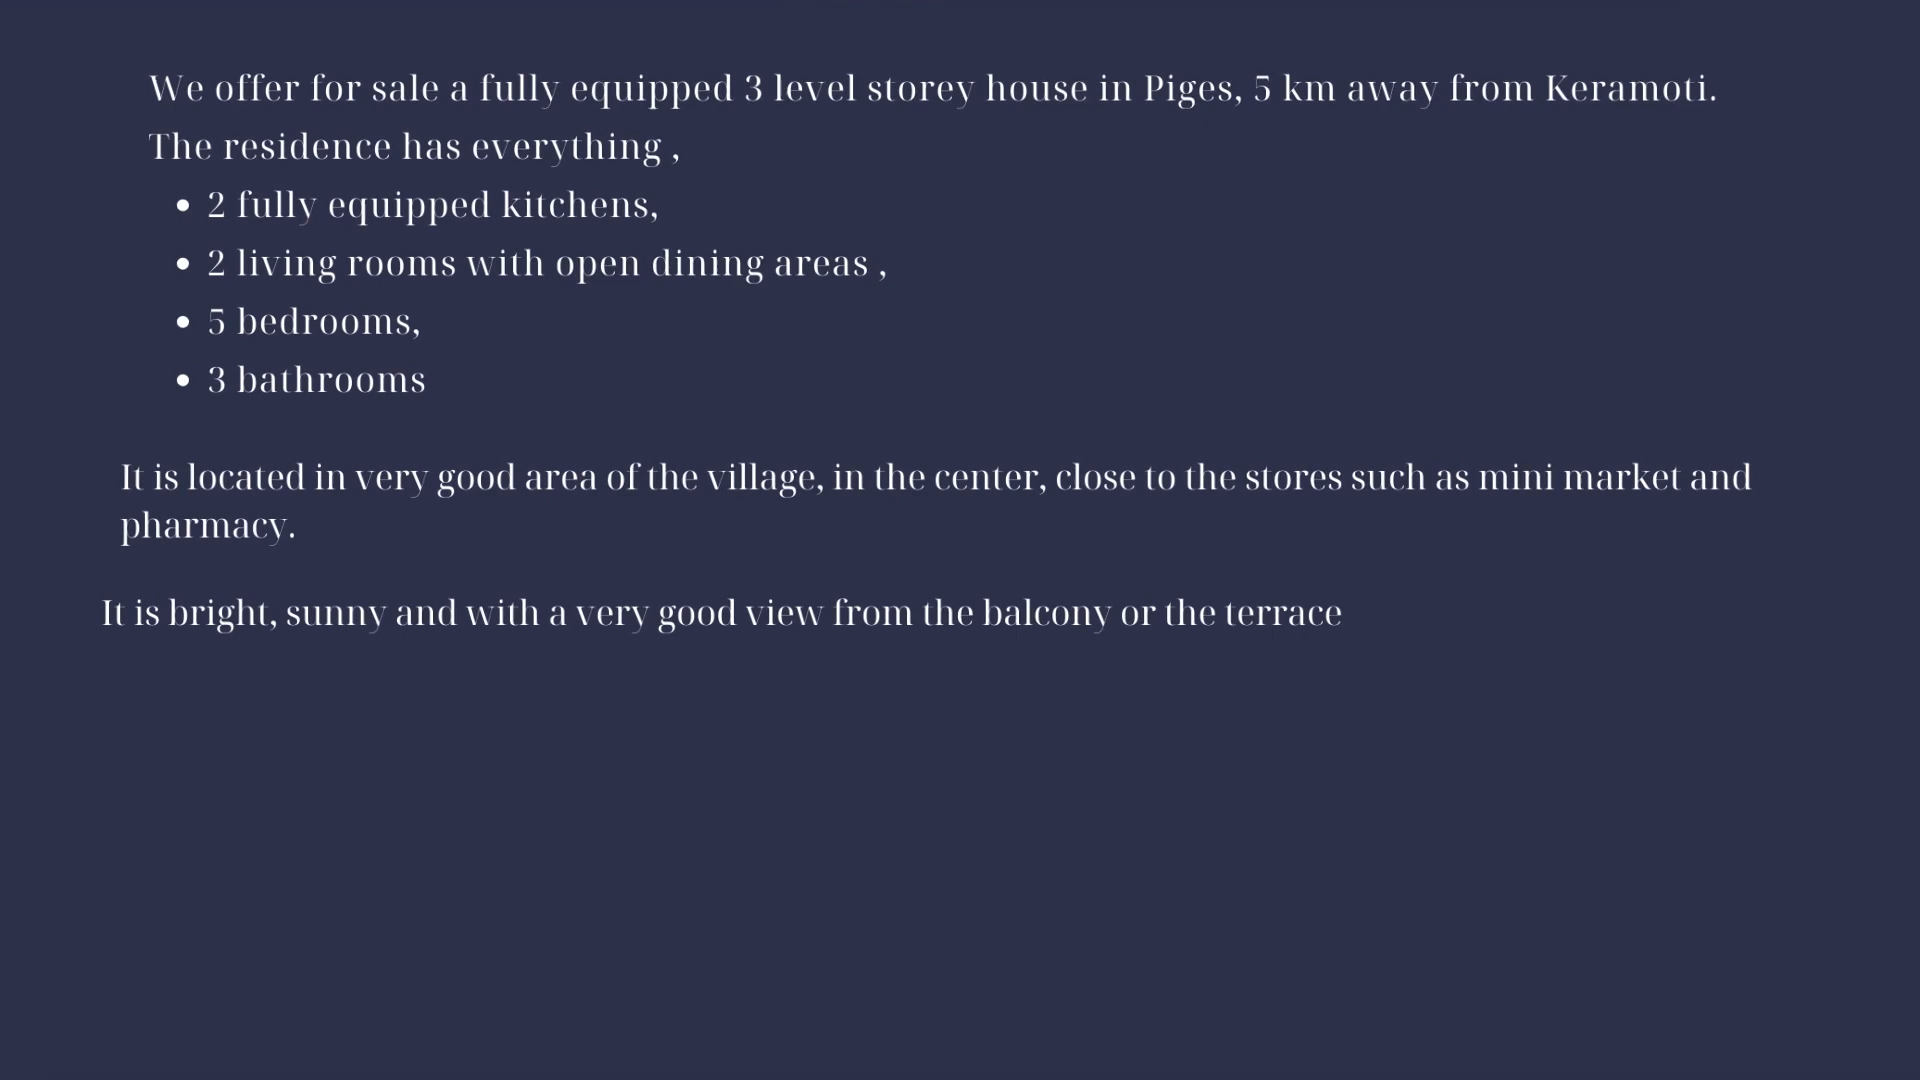 We offer for sale a fully equipped 3 level storey house in Piges, 5 km away from Keramoti.
The residence has everything ,
• 2 fully equipped kitchens,
• 2 living rooms with open dining areas ,
• 5 bedrooms,
• 3 bathrooms
It is located in very good area of the village, in the center, close to the stores such as mini market and
pharmacy.
It is bright, sunny and with a very good view from the balcony or the terrace